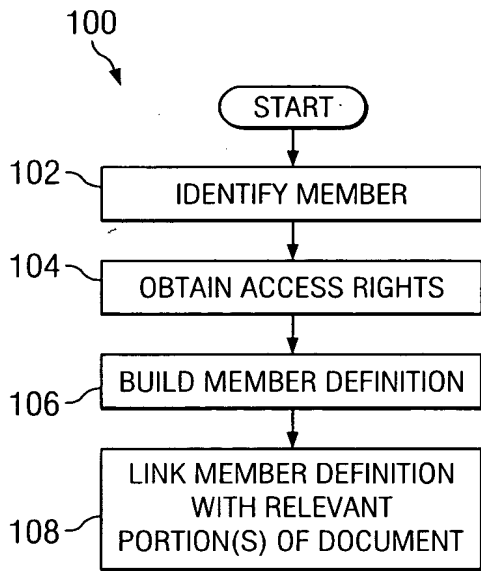 100
START
102
IDENTIFY MEMBER
104
OBTAIN ACCESS RIGHTS
106
BUILD MEMBER DEFINITION
108
LINK MEMBER DEFINITION
WITH RELEVANT
PORTION(S) OF DOCUMENT